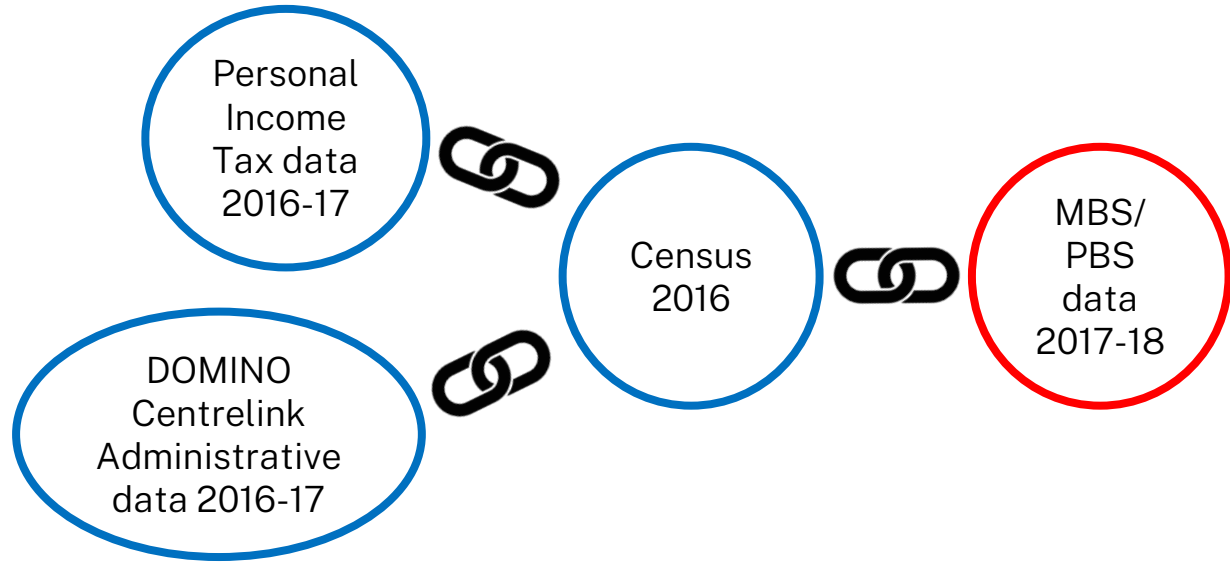 Personal
Income
Tax data
2016-17
DOMINO
Centrelink
Administrative
data 2016-17
Census
2016
MBS/
PBS
data
2017-18